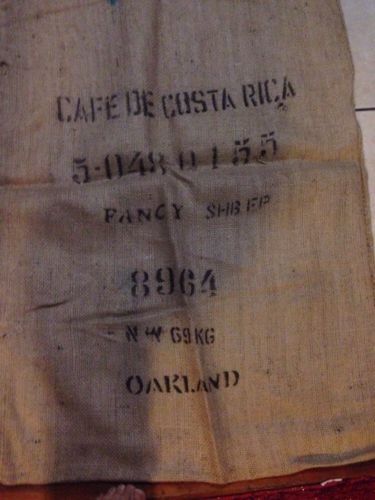 CAFE DE COSTA RICA
5-048 0155
FANCY SHB EP
8964
N W 69 KG
OAKLAND